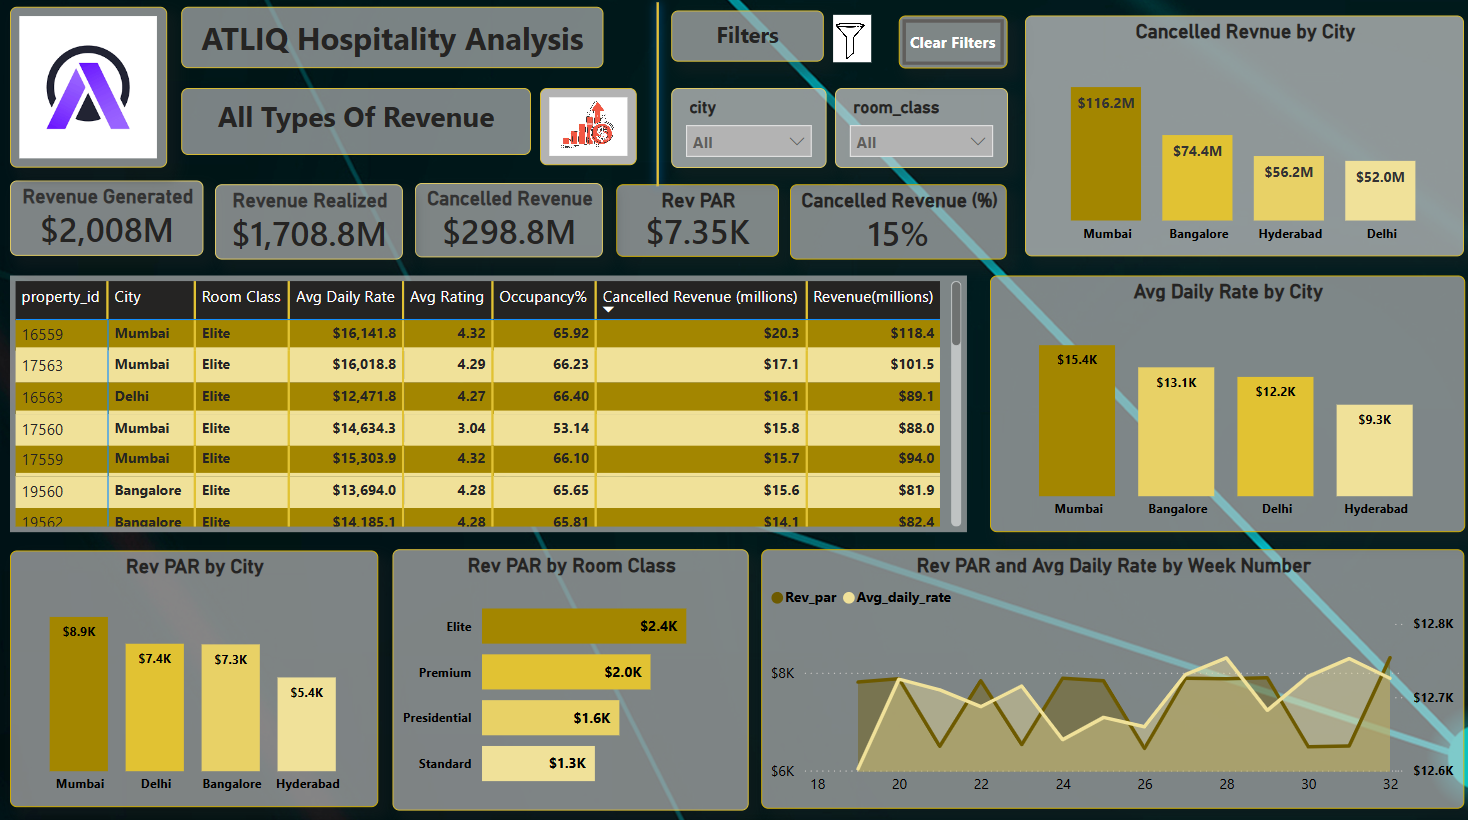 ATLIQ Hospitality Analysis
All Types Of Revenue
Filters
Clear Filters
city
All
room_class
All
Revenue Generated
$2,008M
Revenue Realized
$1,708.8M
Cancelled Revenue
$298.8M
Rev PAR
$7.35K
Cancelled Revenue (%)
15%
Cancelled Revnue by City
$116.2M
$74.4M
$56.2M
$52.0M
Mumbai Bangalore Hyderabad Delhi
property_id City Room Class Avg Daily Rate Avg Rating Occupancy% Cancelled Revenue (millions) Revenue(millions)
16559 Mumbai Elite $16,141.8 4.32 65.92 $20.3 $118.4
17563 Mumbai Elite $16,018.8 4.29 66.23 $17.1 $101.5
16563 Delhi Elite $12,471.8 4.27 66.40 $16.1 $89.1
17560 Mumbai Elite $14,634.3 3.04 53.14 $15.8 $88.0
17559 Mumbai Elite $15,303.9 4.32 66.10 $15.7 $94.0
19560 Bangalore Elite $13,694.0 4.28 65.65 $15.6 $81.9
19562 Bangalore Elite $14,185.1 4.28 65.81 $14.1 $82.4
Avg Daily Rate by City
$15.4K
$13.1K
$12.2K
$9.3K
Mumbai Bangalore Delhi Hyderabad
Rev PAR by City
$8.9K
$7.4K
$7.3K
$5.4K
Mumbai Delhi Bangalore Hyderabad
Rev PAR by Room Class
Elite $2.4K
Premium $2.0K
Presidential $1.6K
Standard $1.3K
Rev PAR and Avg Daily Rate by Week Number
Rev_par Avg_daily_rate
$12.8K
$8K
$12.7K
$6K
$12.6K
18 20 22 24 26 28 30 32